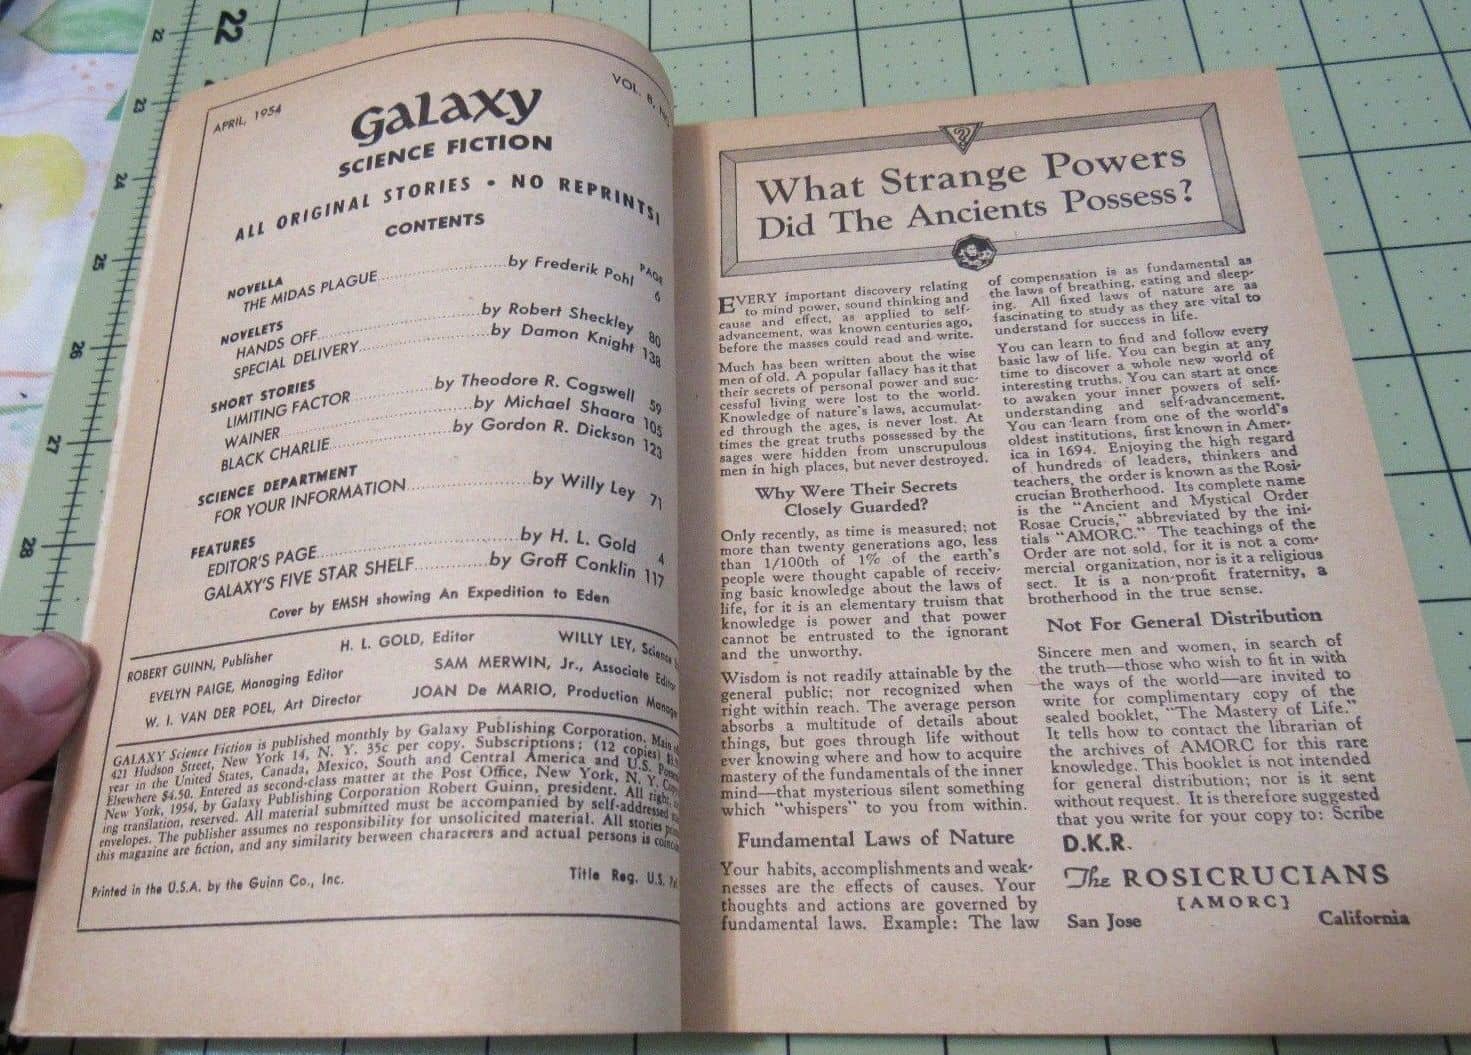 22
22
23
24
25
26
27
28
APRIL, 1954
VOL. 8, No.
Galaxy
SCIENCE FICTION
ALL ORIGINAL STORIES • NO REPRINTS!
CONTENTS
PAGE
NOVELLA
THE MIDAS PLAGUE by Frederik Pohl 6
NOVELETS
HANDS OFF by Robert Sheckley 80
SPECIAL DELIVERY by Damon Knight 138
SHORT STORIES
LIMITING FACTOR by Theodore R. Cogswell 59
WAINER by Michael Shaara 105
BLACK CHARLIE by Gordon R. Dickson 123
SCIENCE DEPARTMENT
FOR YOUR INFORMATION by Willy Ley 71
FEATURES
EDITOR'S PAGE by H. L. Gold 4
GALAXY'S FIVE STAR SHELF by Groff Conklin 117
Cover by EMSH showing An Expedition to Eden
ROBERT GUINN, Publisher H. L. GOLD, Editor WILLY LEY, Science
EVELYN PAIGE, Managing Editor SAM MERWIN, Jr., Associate Editor
W. I. VAN DER POEL, Art Director JOAN De MARIO, Production Manage
GALAXY Science Fiction is published monthly by Galaxy Publishing Corporation. Main
421 Hudson Street, New York 14, N. Y. 35c per copy. Subscriptions: (12 copies)
year in the United States, Canada, Mexico, South and Central America and U.S.
Elsewhere $4.50. Entered as second-class matter at the Post Office, New York, N. Y.
New York, 1954, by Galaxy Publishing Corporation Robert Guinn, president. All right,
ing translation, reserved. All material submitted must be accompanied by self-addressed
envelopes. The publisher assumes no responsibility for unsolicited material. All stories
this magazine are fiction, and any similarity between characters and actual persons is
Printed in the U.S.A. by the Guinn Co., Inc. Title Reg. U.S.
What Strange Powers
Did The Ancients Possess?
EVERY important discovery relating
to mind power, sound thinking and
cause and effect, as applied to self-
advancement, was known centuries ago,
before the masses could read and write.
Much has been written about the wise
men of old. A popular fallacy has it that
their secrets of personal power and suc-
cessful living were lost to the world.
Knowledge of nature's laws, accumulat-
ed through the ages, is never lost. At
times the great truths possessed by the
sages were hidden from unscrupulous
men in high places, but never destroyed.
Why Were Their Secrets
Closely Guarded?
Only recently, as time is measured; not
more than twenty generations ago, less
than 1/100th of 1% of the earth's
people were thought capable of receiv-
ing basic knowledge about the laws of
life, for it is an elementary truism that
knowledge is power and that power
cannot be entrusted to the ignorant
and the unworthy.
Wisdom is not readily attainable by the
general public; nor recognized when
right within reach. The average person
absorbs a multitude of details about
things, but goes through life without
ever knowing where and how to acquire
mastery of the fundamentals of the inner
mind—that mysterious silent something
which "whispers" to you from within.
Fundamental Laws of Nature
Your habits, accomplishments and weak-
nesses are the effects of causes. Your
thoughts and actions are governed by
fundamental laws. Example: The law
of compensation is as fundamental as
the laws of breathing, eating and sleep-
ing. All fixed laws of nature are as
fascinating to study as they are vital to
understand for success in life.
You can learn to find and follow every
basic law of life. You can begin at any
time to discover a whole new world of
interesting truths. You can start at once
to awaken your inner powers of self-
understanding and self-advancement.
You can learn from one of the world's
oldest institutions, first known in Amer-
ica in 1694. Enjoying the high regard
of hundreds of leaders, thinkers and
teachers, the order is known as the Rosi-
crucian Brotherhood. Its complete name
is the "Ancient and Mystical Order
Rosae Crucis," abbreviated by the ini-
tials "AMORC." The teachings of the
Order are not sold, for it is not a com-
mercial organization, nor is it a religious
sect. It is a non-profit fraternity, a
brotherhood in the true sense.
Not For General Distribution
Sincere men and women, in search of
the truth—those who wish to fit in with
the ways of the world—are invited to
write for complimentary copy of the
sealed booklet, "The Mastery of Life."
It tells how to contact the librarian of
the archives of AMORC for this rare
knowledge. This booklet is not intended
for general distribution; nor is it sent
without request. It is therefore suggested
that you write for your copy to: Scribe
D.K.R.
The ROSICRUCIANS
[AMORC]
San Jose California